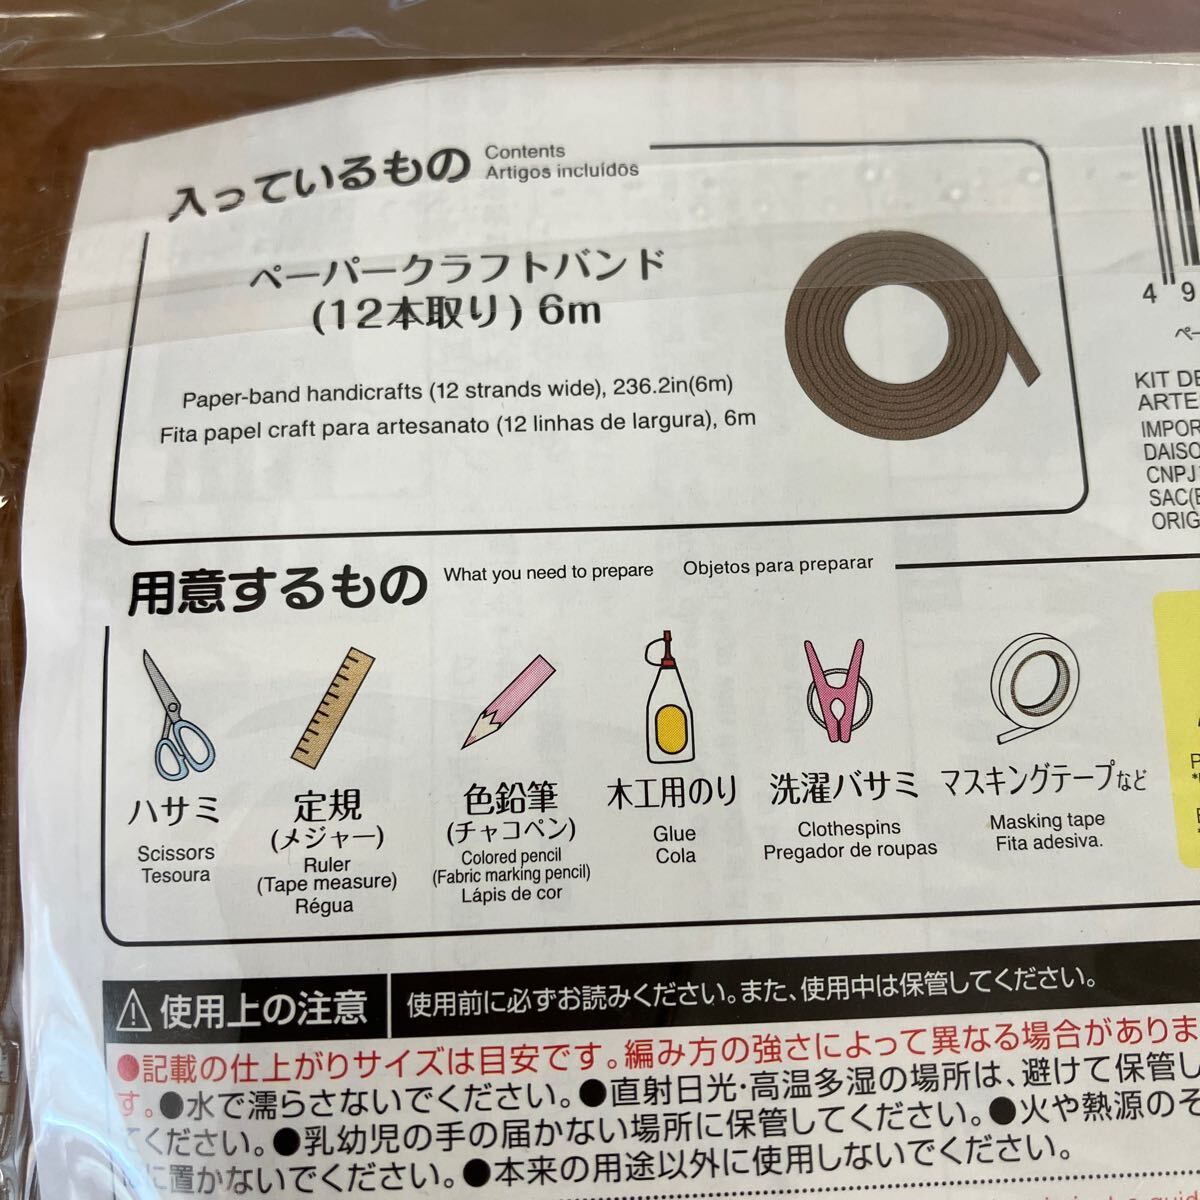 入っているもの
Contents
Artigos incluídōs
ペーパークラフトバンド
(12本取り) 6m
Paper-band handicrafts (12 strands wide), 236.2in(6m)
Fita papel craft para artesanato (12 linhas de largura), 6m
4 9
ペー
KIT DE
ARTE
IMPOR
DAISO
CNPJ
SAC(
ORIG
用意するもの What you need to prepare Objetos para preparar
ハサミ
Scissors
Tesoura
定規
(メジャー)
Ruler
(Tape measure)
Régua
色鉛筆
(チャコペン)
Colored pencil
(Fabric marking pencil)
Lápis de cor
木工用のり
Glue
Cola
洗濯バサミ
Clothespins
Pregador de roupas
マスキングテープなど
Masking tape
Fita adesiva.
使用上の注意 使用前に必ずお読みください。また、使用中は保管してください。
●記載の仕上がりサイズは目安です。編み方の強さによって異なる場合がありま
す。●水で濡らさないでください。●直射日光・高温多湿の場所は、避けて保管し
てください。●乳幼児の手の届かない場所に保管してください。●火や熱源のそ
に置かないでください。●本来の用途以外に使用しないでください。